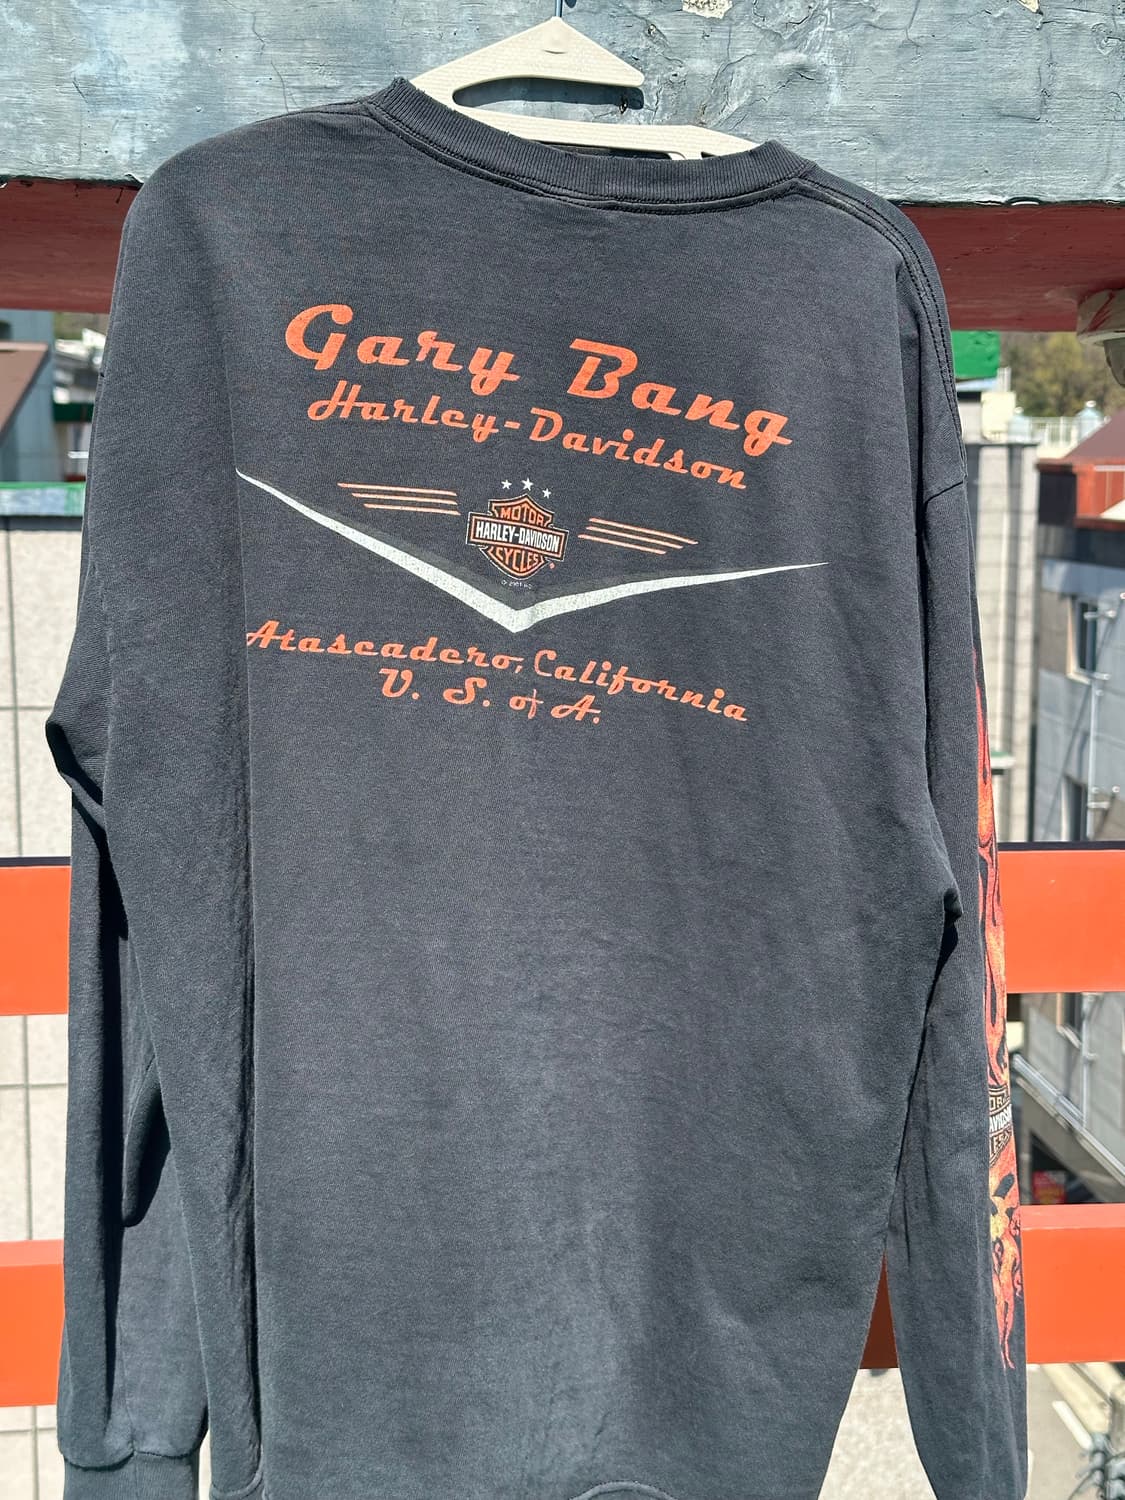 Gary Bang
Harley-Davidson
MOTOR
HARLEY-DAVIDSON
CYCLES
Atascadero, California
U. S. of A.